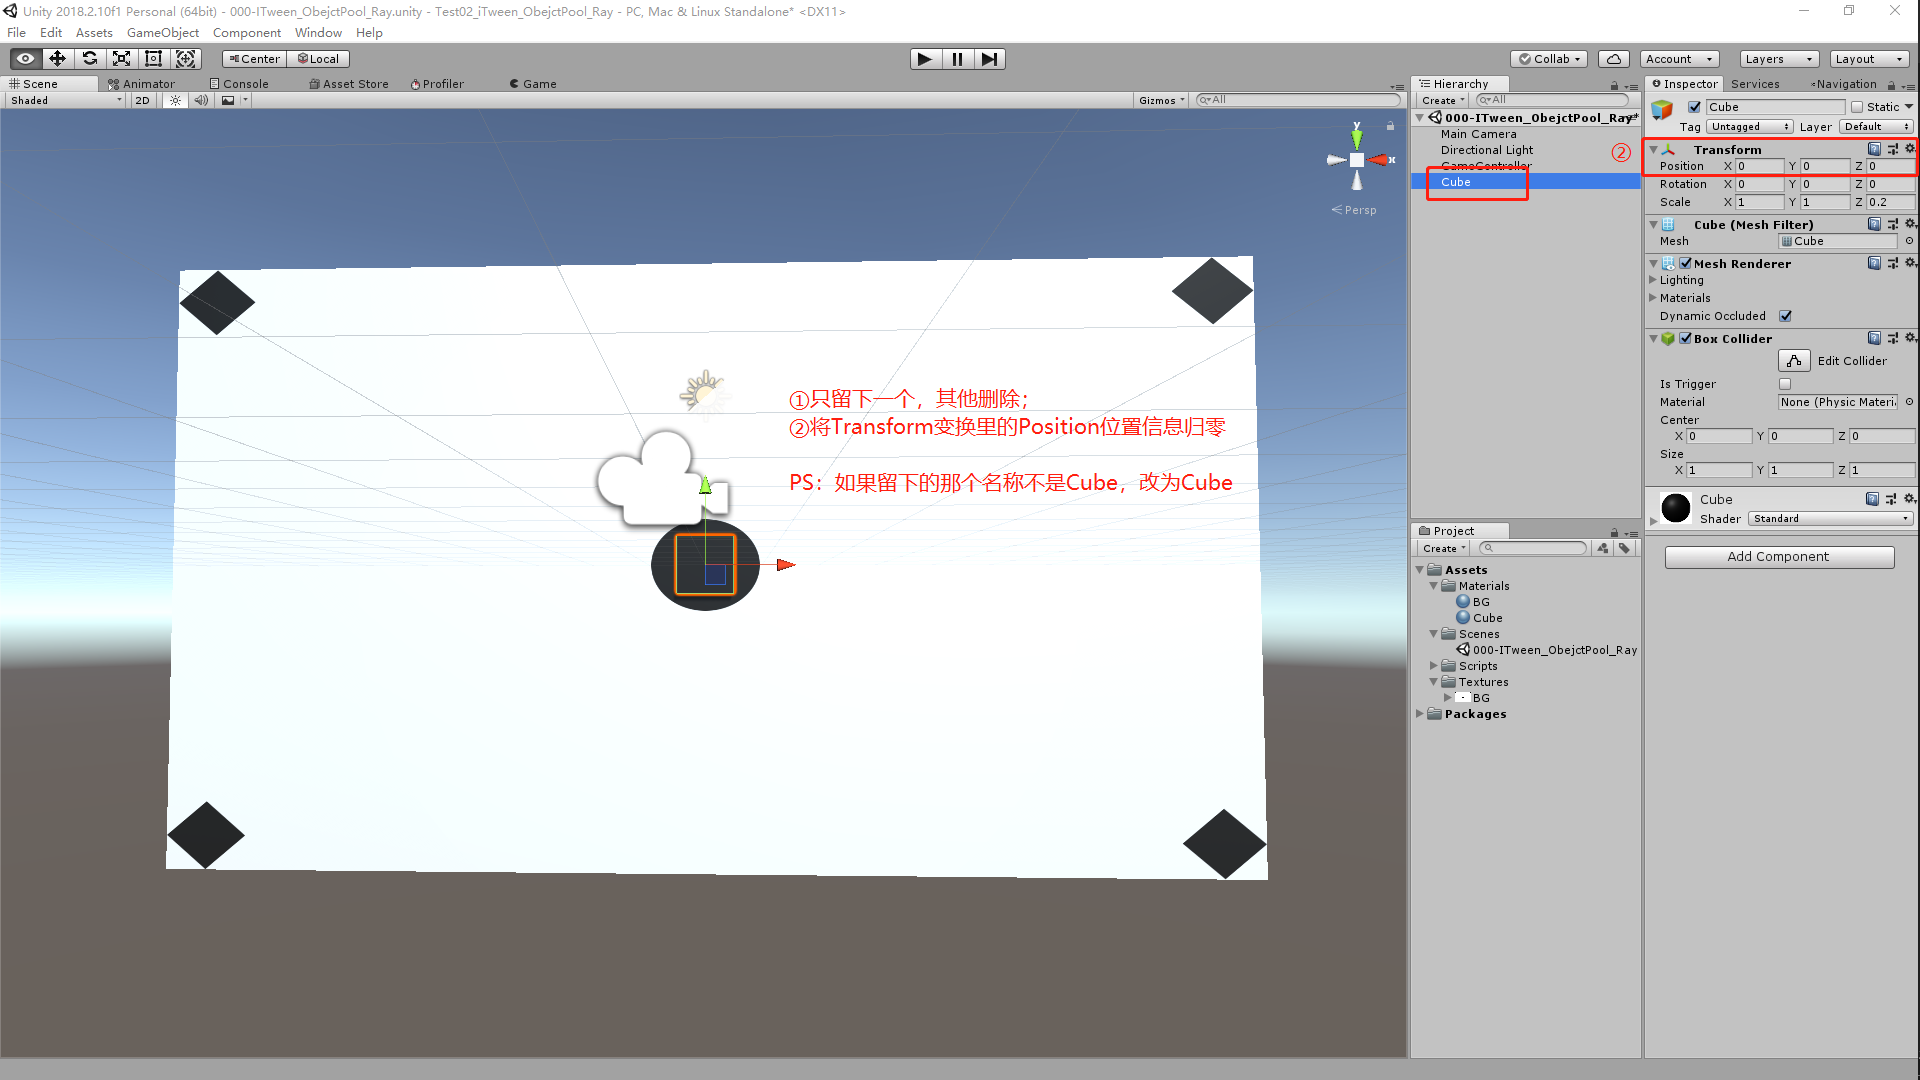 Unity 2018.2.10f1 Personal (64bit) - 000-ITween_ObejctPool_Ray.unity - Test02_iTween_ObejctPool_Ray - PC, Mac & Linux Standalone* <DX11>
File Edit Assets GameObject Component Window Help
Center Local
Collab Account Layers Layout
Scene Animator Console Asset Store Profiler Game
Shaded 2D Gizmos All
y
x
Persp
①只留下一个，其他删除；
②将Transform变换里的Position位置信息归零
PS：如果留下的那个名称不是Cube，改为Cube
Hierarchy
Create All
000-ITween_ObejctPool_Ray*
Main Camera
Directional Light
②
GameController
Cube
Project
Create
Assets
Materials
BG
Cube
Scenes
000-ITween_ObejctPool_Ray
Scripts
Textures
BG
Packages
Inspector Services Navigation
Cube Static
Tag Untagged Layer Default
Transform
Position X 0 Y 0 Z 0
Rotation X 0 Y 0 Z 0
Scale X 1 Y 1 Z 0.2
Cube (Mesh Filter)
Mesh Cube
Mesh Renderer
Lighting
Materials
Dynamic Occluded
Box Collider
Edit Collider
Is Trigger
Material None (Physic Materi
Center
X 0 Y 0 Z 0
Size
X 1 Y 1 Z 1
Cube
Shader Standard
Add Component